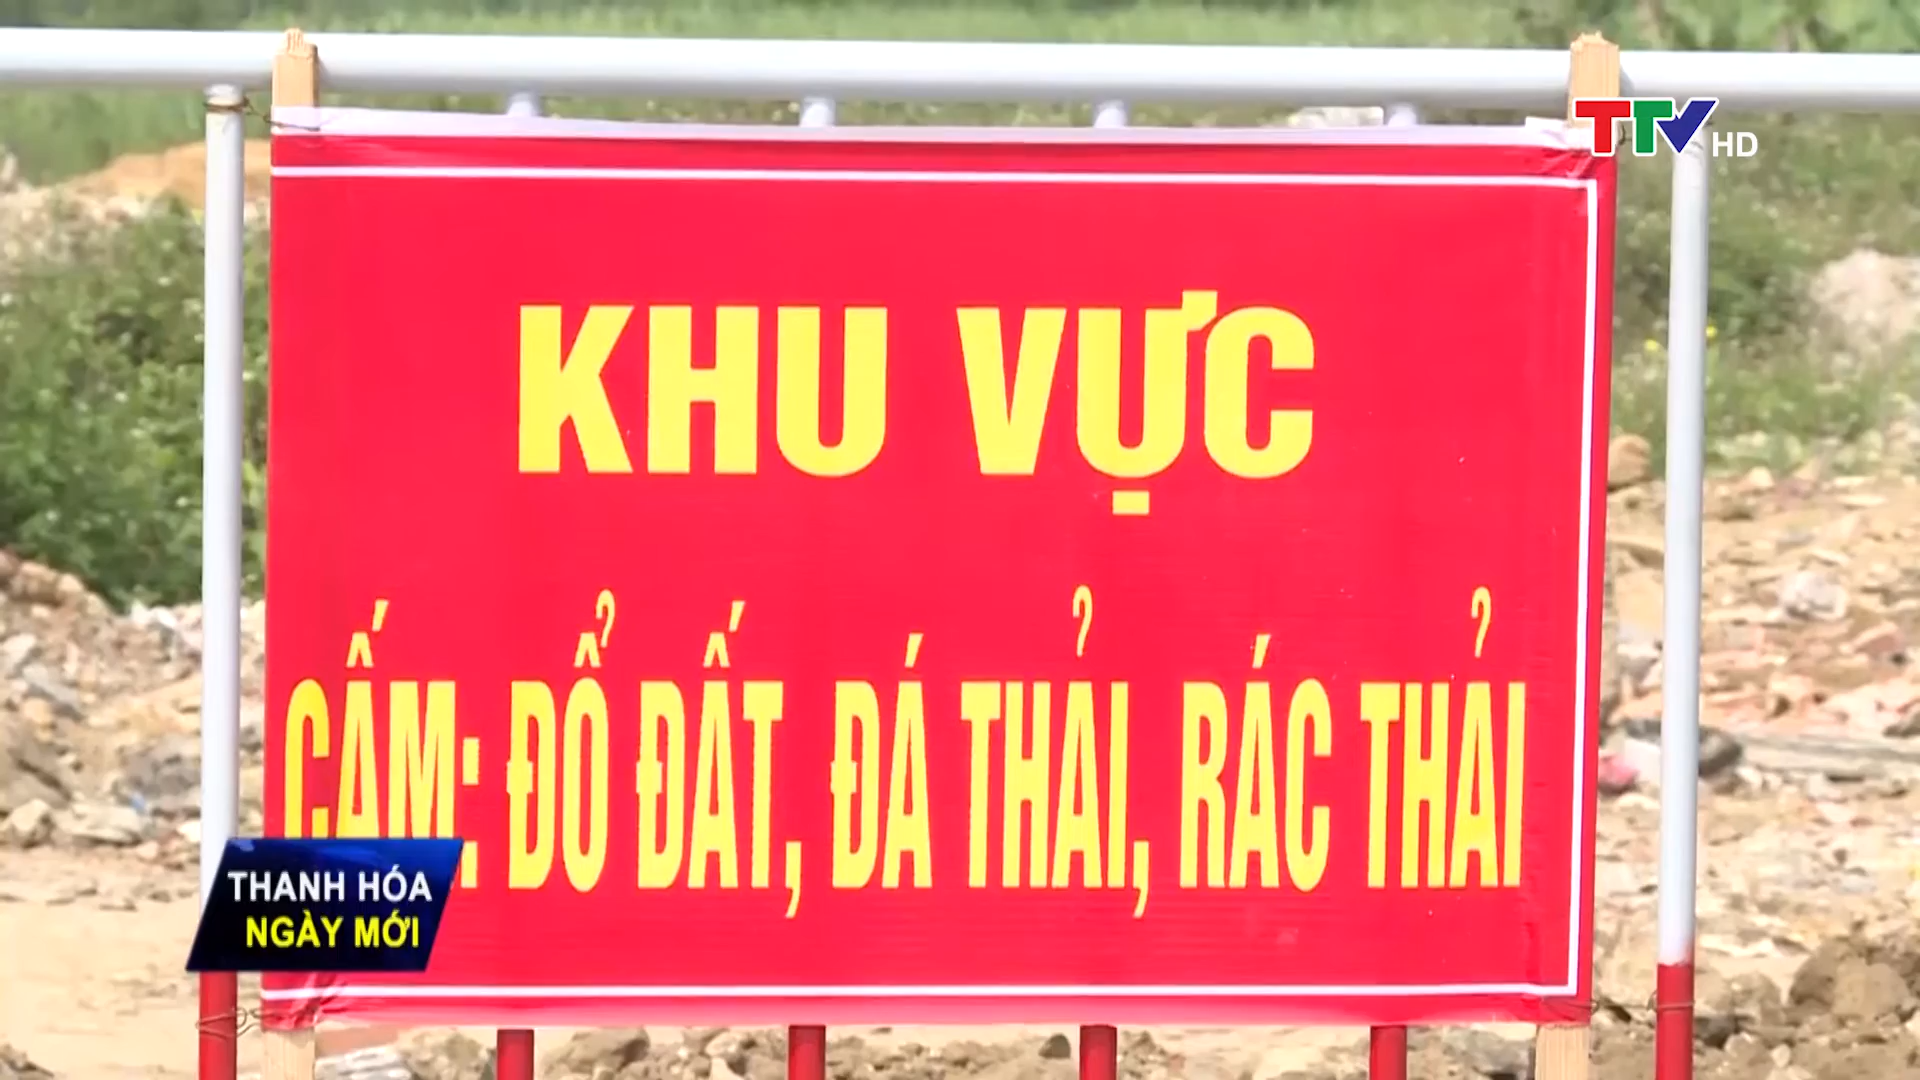 TTV HD
KHU VỰC
CẤM: ĐỔ ĐẤT, ĐÁ THẢI, RÁC THẢI
THANH HÓA
NGÀY MỚI